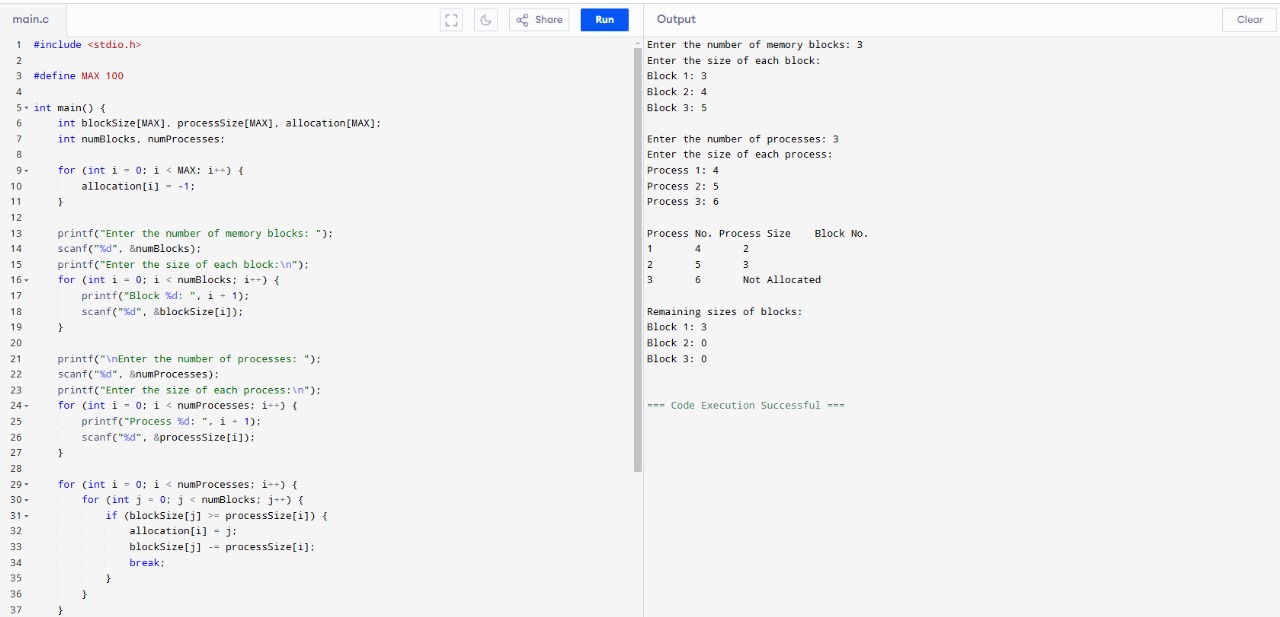 main.c
Share
Run
1 #include <stdio.h>
2
3 #define MAX 100
4
5 int main() {
6 int blockSize[MAX], processSize[MAX], allocation[MAX];
7 int numBlocks, numProcesses;
8
9 for (int i = 0; i < MAX; i++) {
10 allocation[i] = -1;
11 }
12
13 printf("Enter the number of memory blocks: ");
14 scanf("%d", &numBlocks);
15 printf("Enter the size of each block:\n");
16 for (int i = 0; i < numBlocks; i++) {
17 printf("Block %d: ", i + 1);
18 scanf("%d", &blockSize[i]);
19 }
20
21 printf("\nEnter the number of processes: ");
22 scanf("%d", &numProcesses);
23 printf("Enter the size of each process:\n");
24 for (int i = 0; i < numProcesses; i++) {
25 printf("Process %d: ", i + 1);
26 scanf("%d", &processSize[i]);
27 }
28
29 for (int i = 0; i < numProcesses; i++) {
30 for (int j = 0; j < numBlocks; j++) {
31 if (blockSize[j] >= processSize[i]) {
32 allocation[i] = j;
33 blockSize[j] -= processSize[i];
34 break;
35 }
36 }
37 }
Output
Clear
Enter the number of memory blocks: 3
Enter the size of each block:
Block 1: 3
Block 2: 4
Block 3: 5
Enter the number of processes: 3
Enter the size of each process:
Process 1: 4
Process 2: 5
Process 3: 6
Process No. Process Size Block No.
1 4 2
2 5 3
3 6 Not Allocated
Remaining sizes of blocks:
Block 1: 3
Block 2: 0
Block 3: 0
=== Code Execution Successful ===